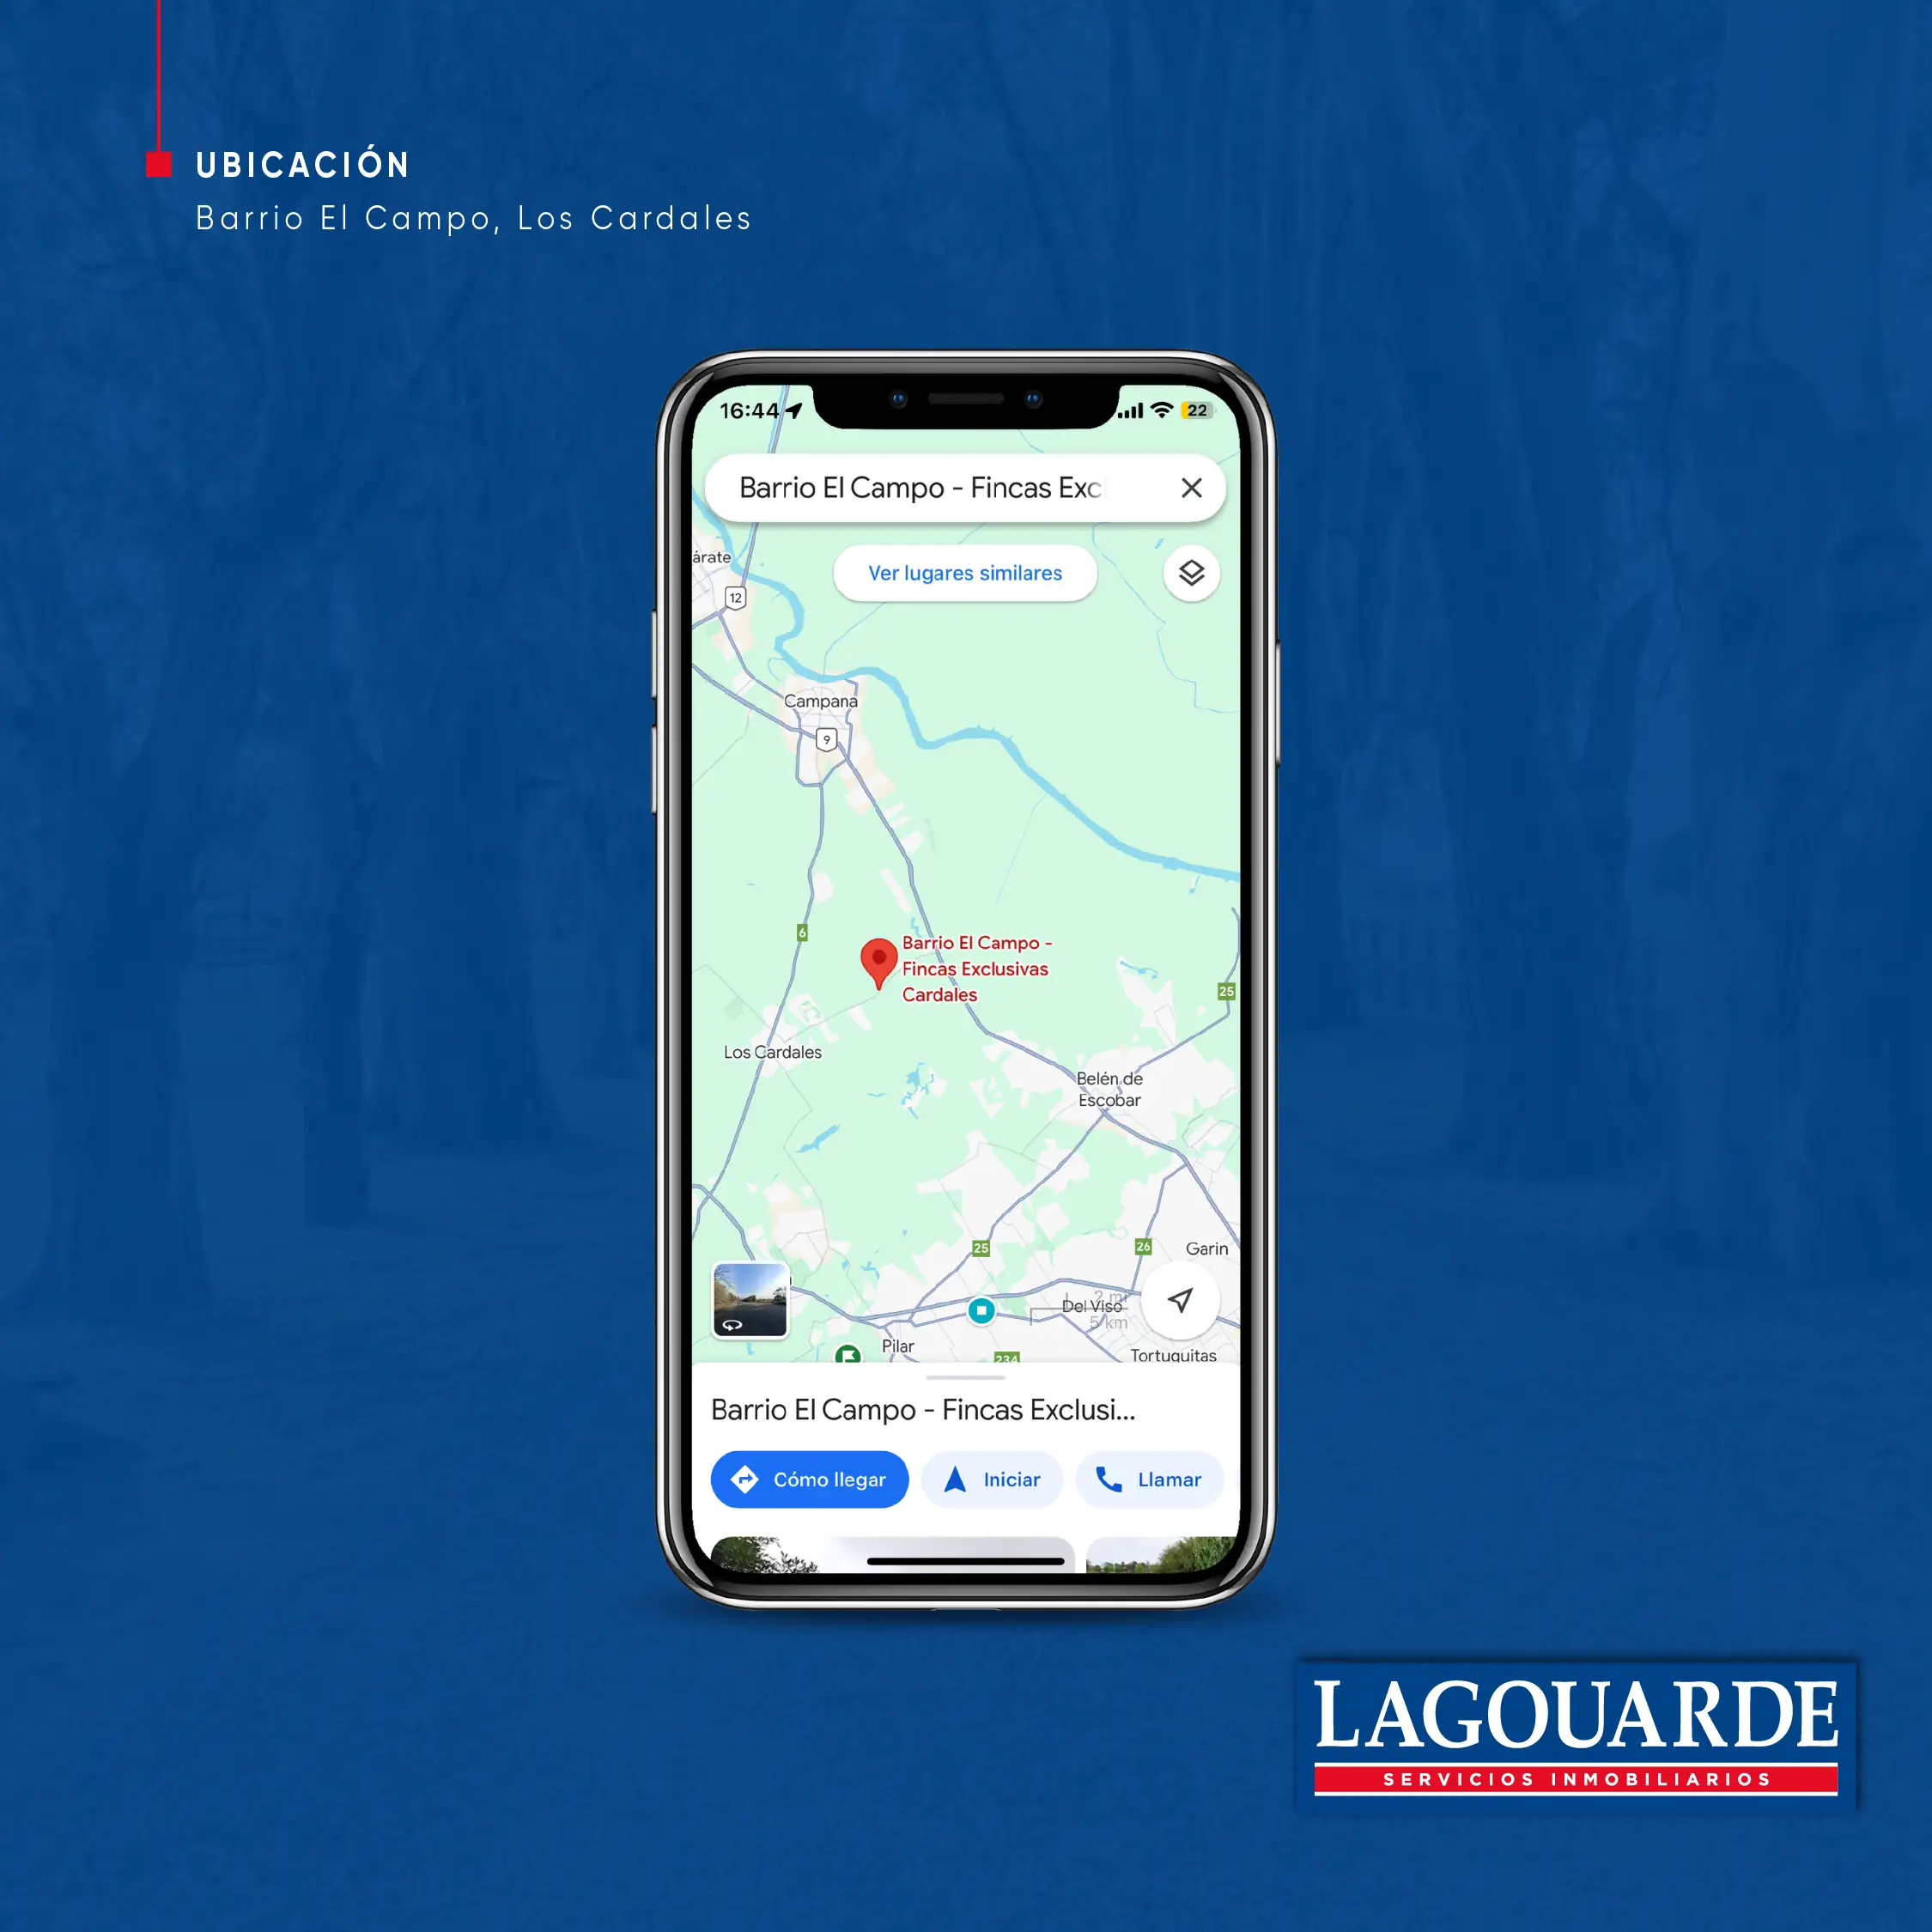 UBICACIÓN
Barrio El Campo, Los Cardales
16:44
22
Barrio El Campo - Fincas Exc
Ver lugares similares
árate
12
Campana
9
6
Barrio El Campo -
Fincas Exclusivas
Cardales
25
Los Cardales
Belén de
Escobar
25
26
Garin
2 mi
Del Viso
5 km
Pilar
234
Tortuguitas
Barrio El Campo - Fincas Exclusi...
Cómo llegar
Iniciar
Llamar
LAGOUARDE
SERVICIOS INMOBILIARIOS